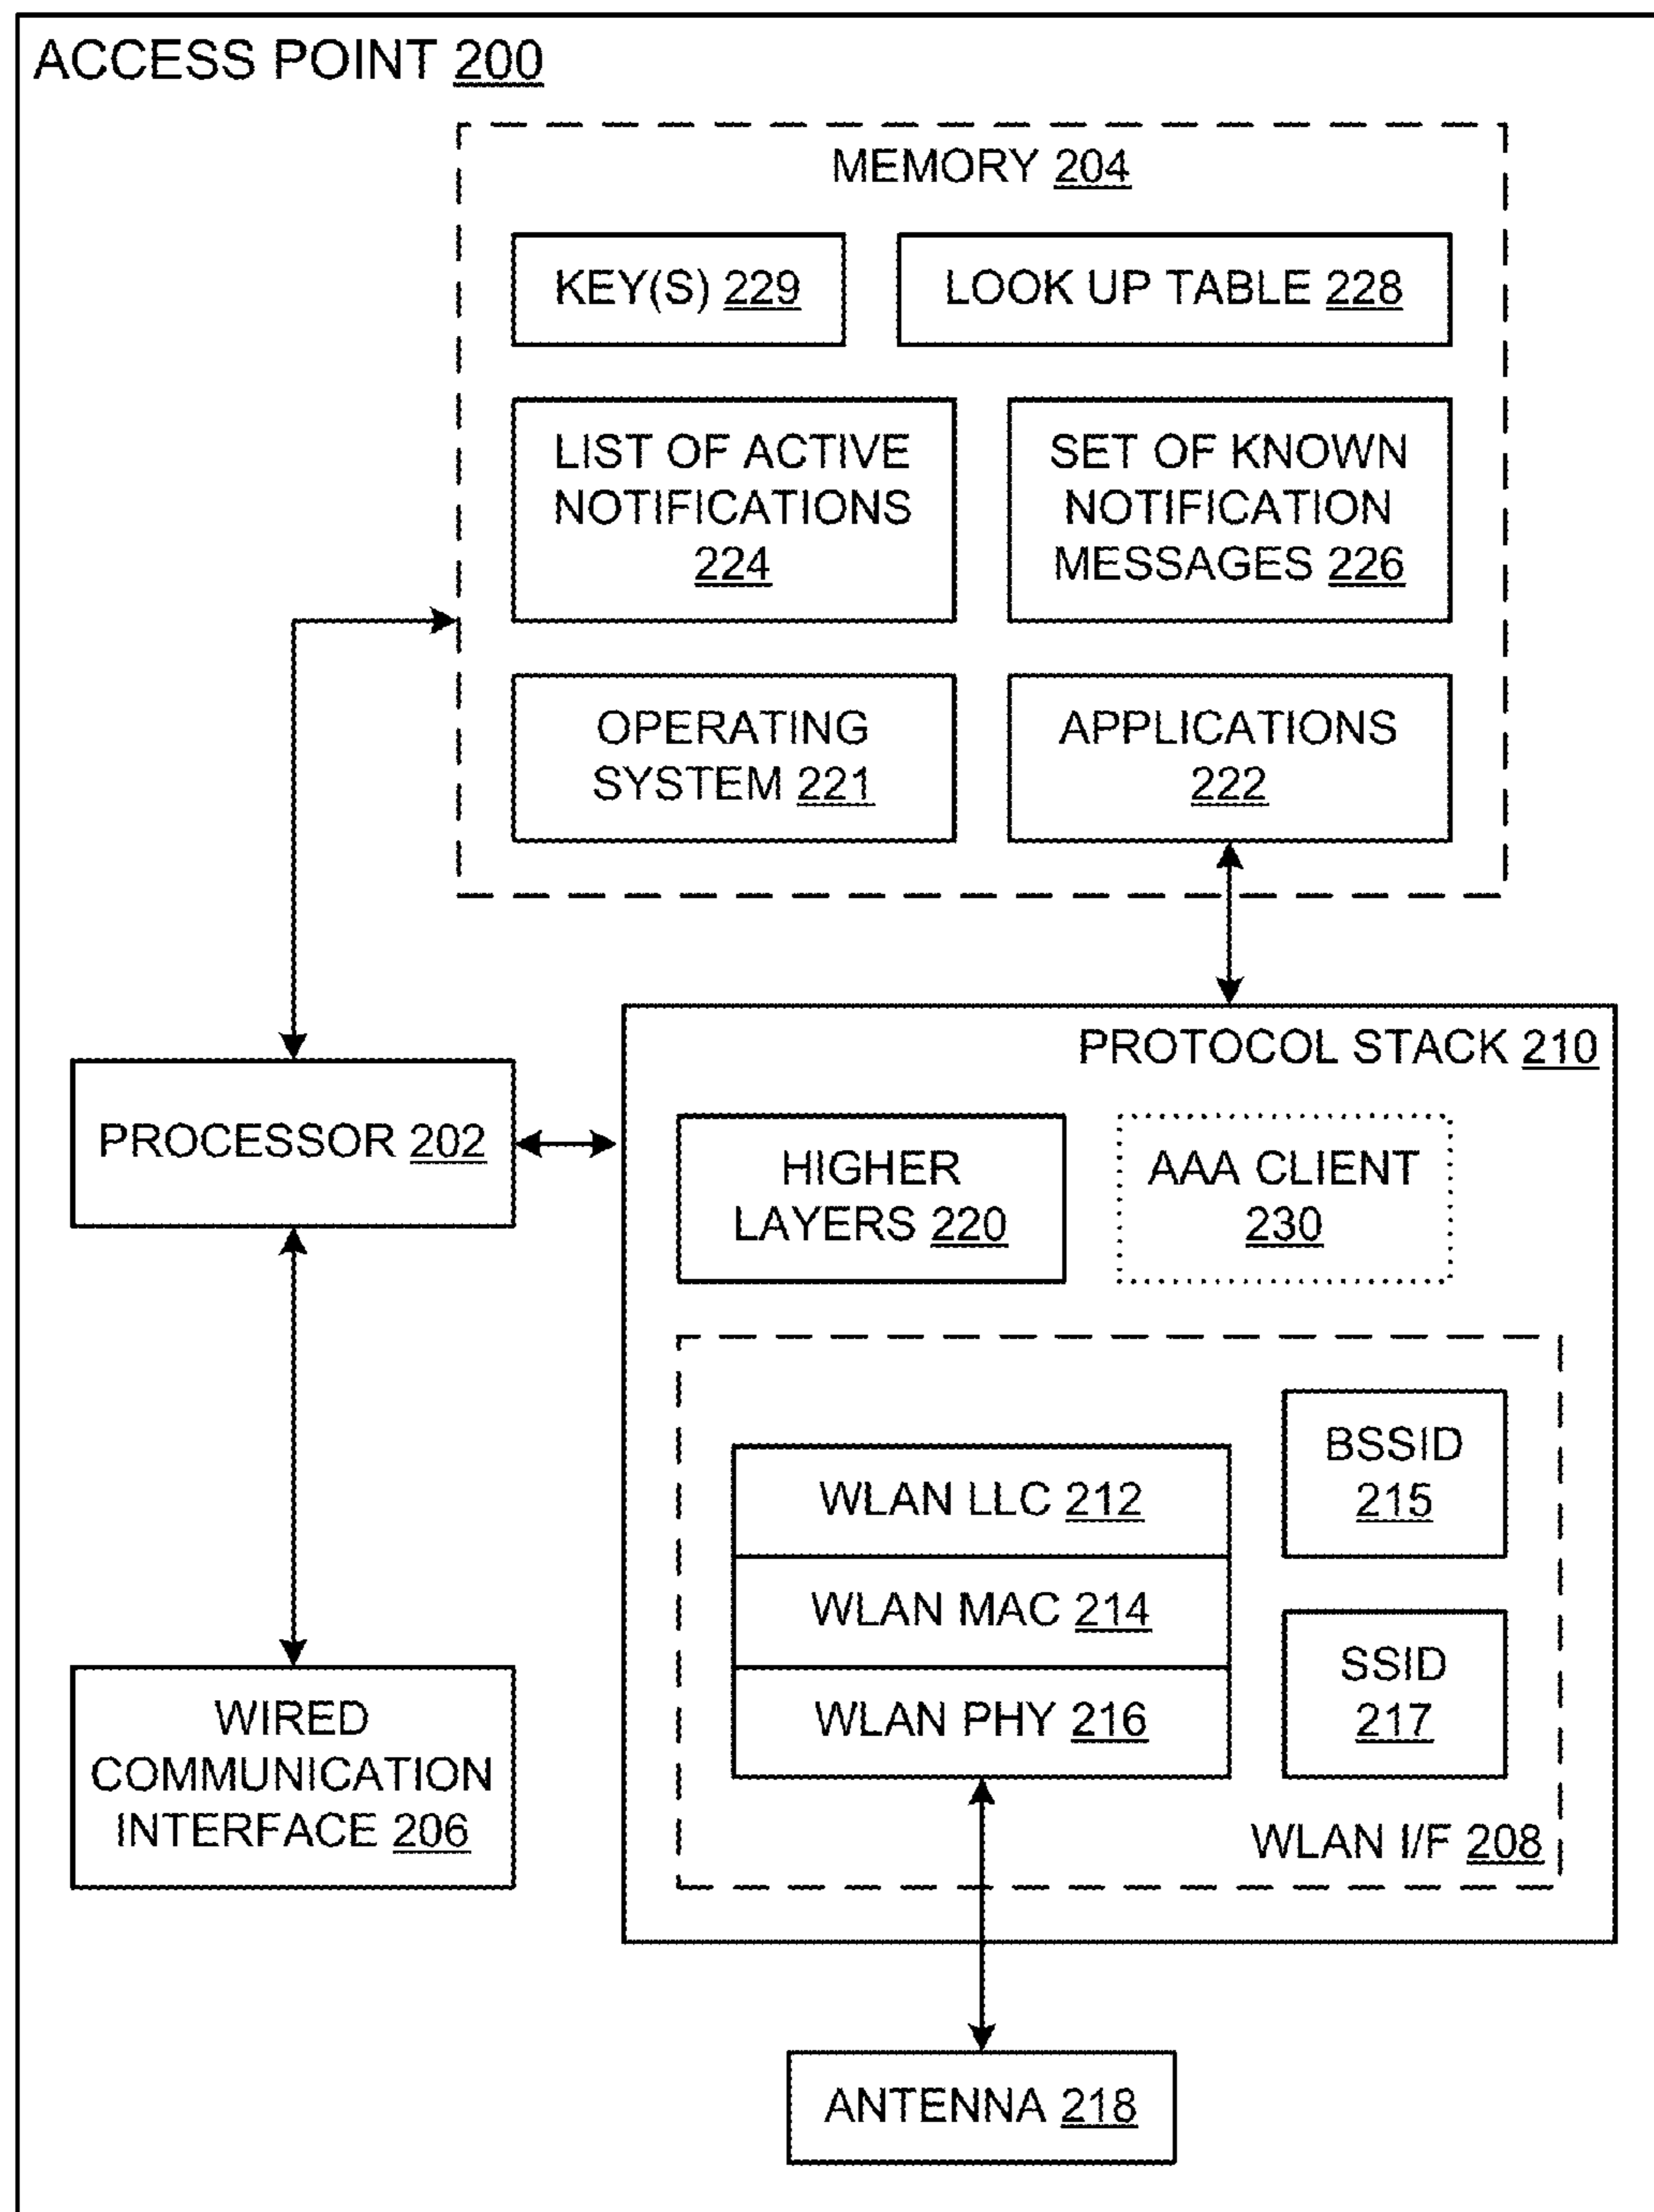 ACCESS POINT 200
MEMORY 204
KEY(S) 229
LOOK UP TABLE 228
LIST OF ACTIVE
NOTIFICATIONS
224
SET OF KNOWN
NOTIFICATION
MESSAGES 226
OPERATING
SYSTEM 221
APPLICATIONS
222
PROTOCOL STACK 210
PROCESSOR 202
HIGHER
LAYERS 220
AAA CLIENT
230
WLAN LLC 212
WLAN MAC 214
WLAN PHY 216
BSSID
215
SSID
217
WLAN I/F 208
WIRED
COMMUNICATION
INTERFACE 206
ANTENNA 218